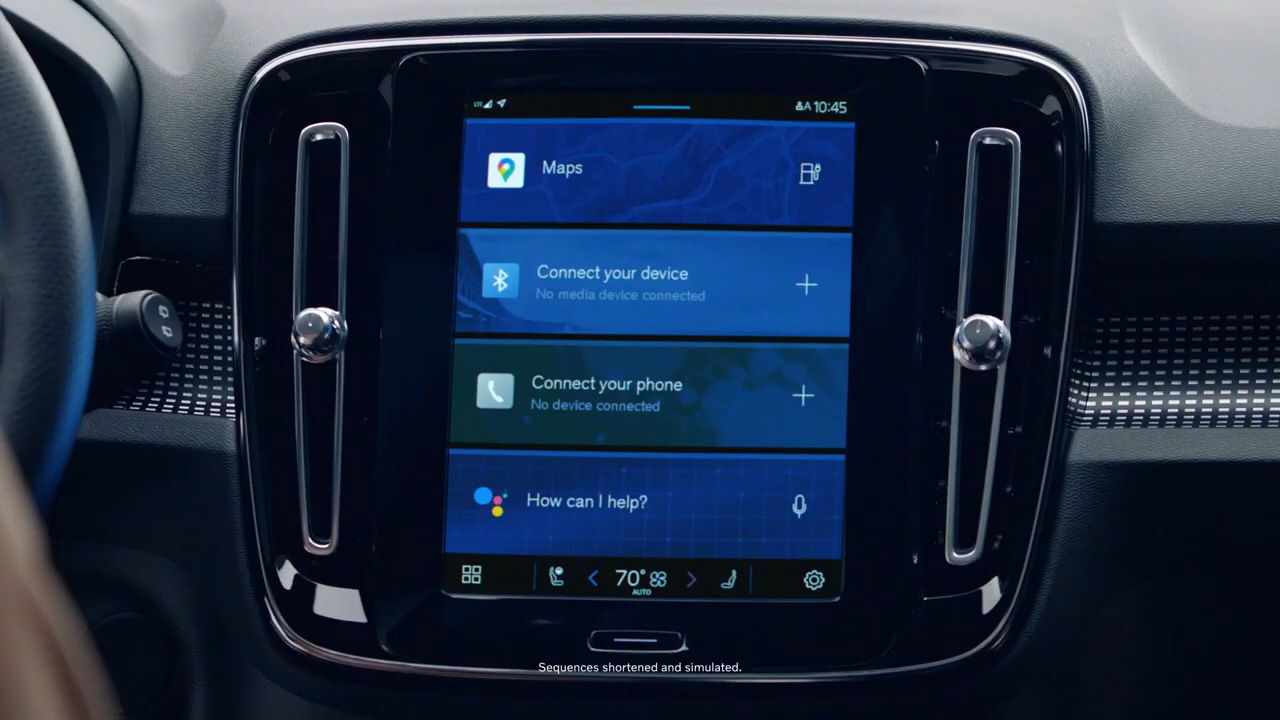 LTE
A 10:45
Maps
Connect your device
No media device connected
Connect your phone
No device connected
How can I help?
70°
AUTO
Sequences shortened and simulated.